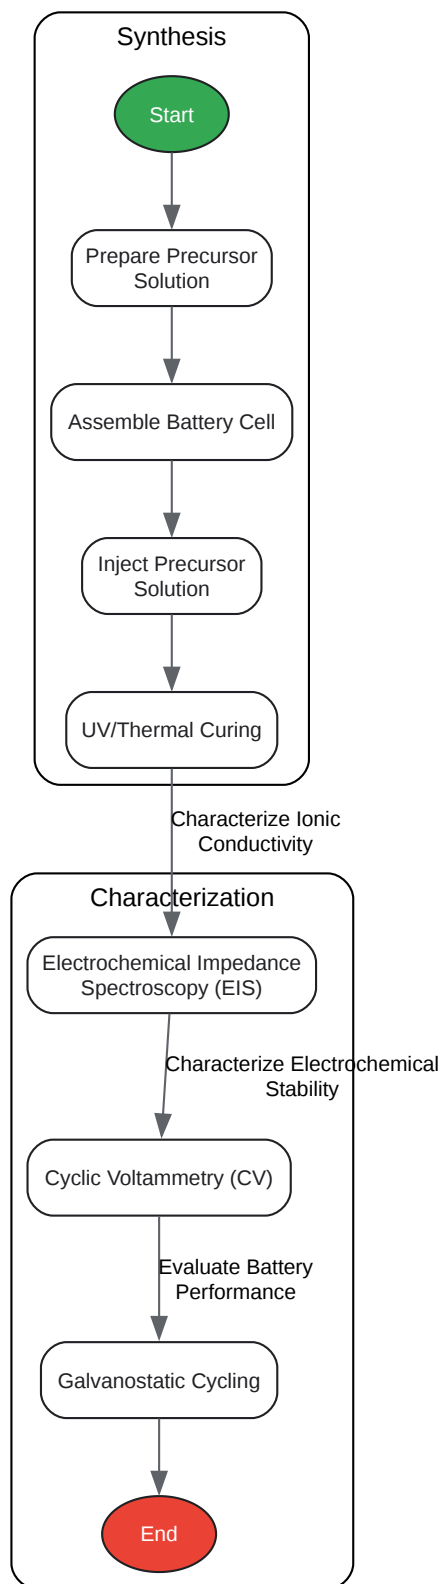 Synthesis
Start
Prepare Precursor
Solution
Assemble Battery Cell
Inject Precursor
Solution
UV/Thermal Curing
Characterize Ionic
Conductivity
Characterization
Electrochemical Impedance
Spectroscopy (EIS)
Characterize Electrochemical
Stability
Cyclic Voltammetry (CV)
Evaluate Battery
Performance
Galvanostatic Cycling
End